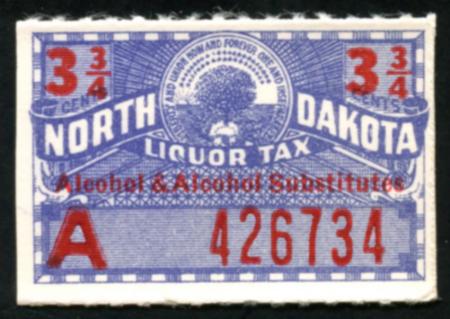 3 3/4 3 3/4
CENTS CENTS
LIBERTY AND UNION NOW AND FOREVER ONE AND INSEPARABLE
NORTH DAKOTA
LIQUOR TAX
Alcohol & Alcohol Substitutes
A 426734